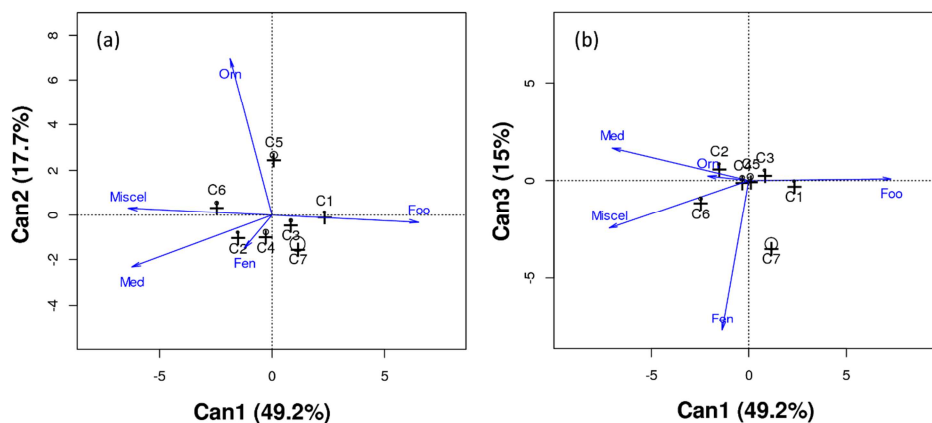 (a)
8
6
4
2
0
-2
-4
Can2 (17.7%)
Orn
C5
Miscel
C6
C1
Foo
C2
C4
C3
Fen
C7
Med
-5
0
5
Can1 (49.2%)
(b)
5
0
-5
Can3 (15%)
Med
C2
Orn
C4
C5
C3
Foo
C1
Miscel
C6
C7
Fen
-5
0
5
Can1 (49.2%)